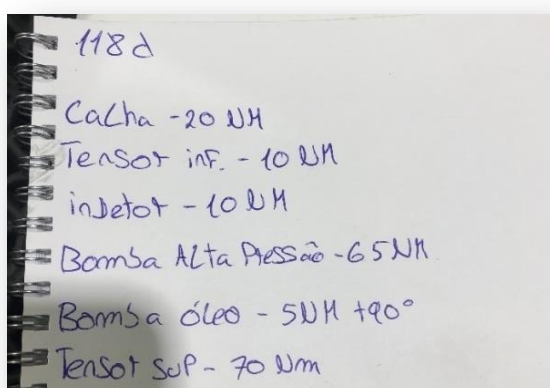 118d
Calha - 20 NM
Tensor inf. - 10 NM
injetor - 10 NM
Bomba Alta Pressão - 65 NM
Bomba óleo - 5 NM +90°
Tensor sup - 70 Nm